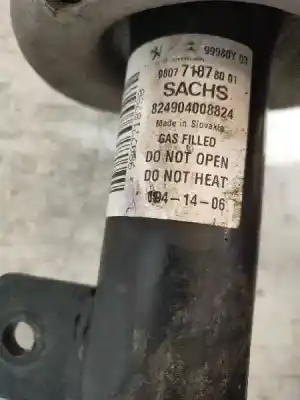 99980Y 03
9807 7187 80 01
SACHS
824904008824
Made in Slovakia
GAS FILLED
DO NOT OPEN
DO NOT HEAT
194-14-06